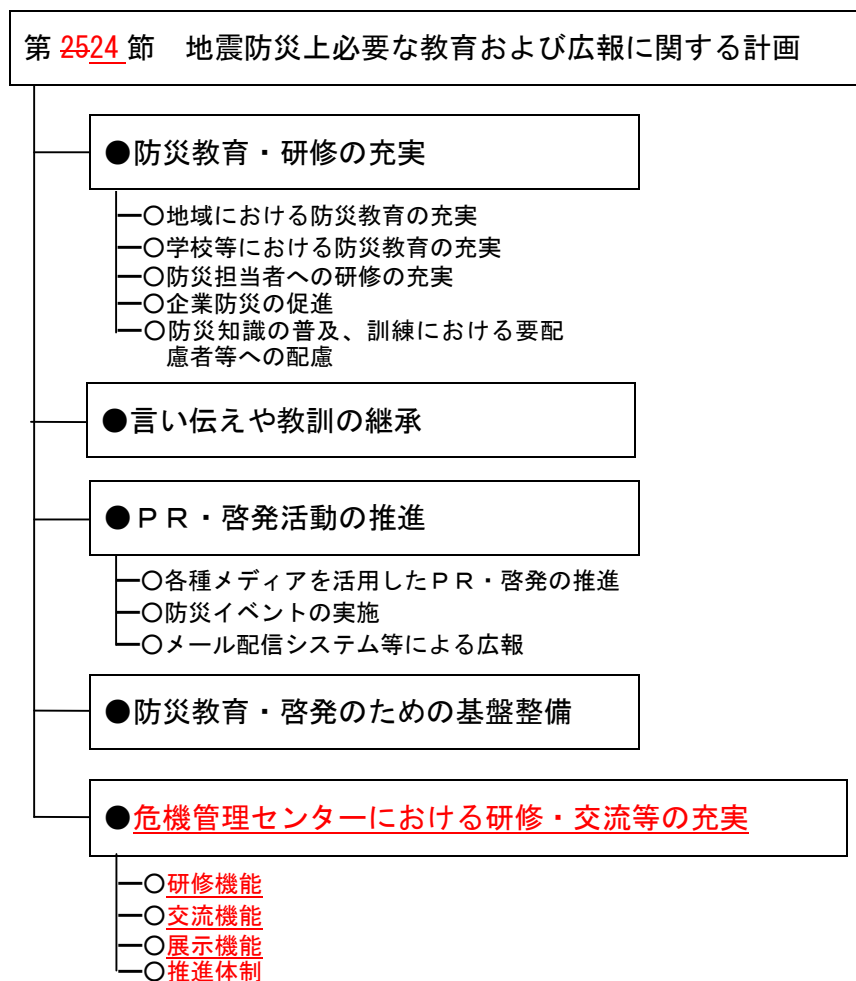 第 2524 節　地震防災上必要な教育および広報に関する計画
●防災教育・研修の充実
○地域における防災教育の充実
○学校等における防災教育の充実
○防災担当者への研修の充実
○企業防災の促進
○防災知識の普及、訓練における要配
慮者等への配慮
●言い伝えや教訓の継承
●ＰＲ・啓発活動の推進
○各種メディアを活用したＰＲ・啓発の推進
○防災イベントの実施
○メール配信システム等による広報
●防災教育・啓発のための基盤整備
●危機管理センターにおける研修・交流等の充実
○研修機能
○交流機能
○展示機能
○推進体制